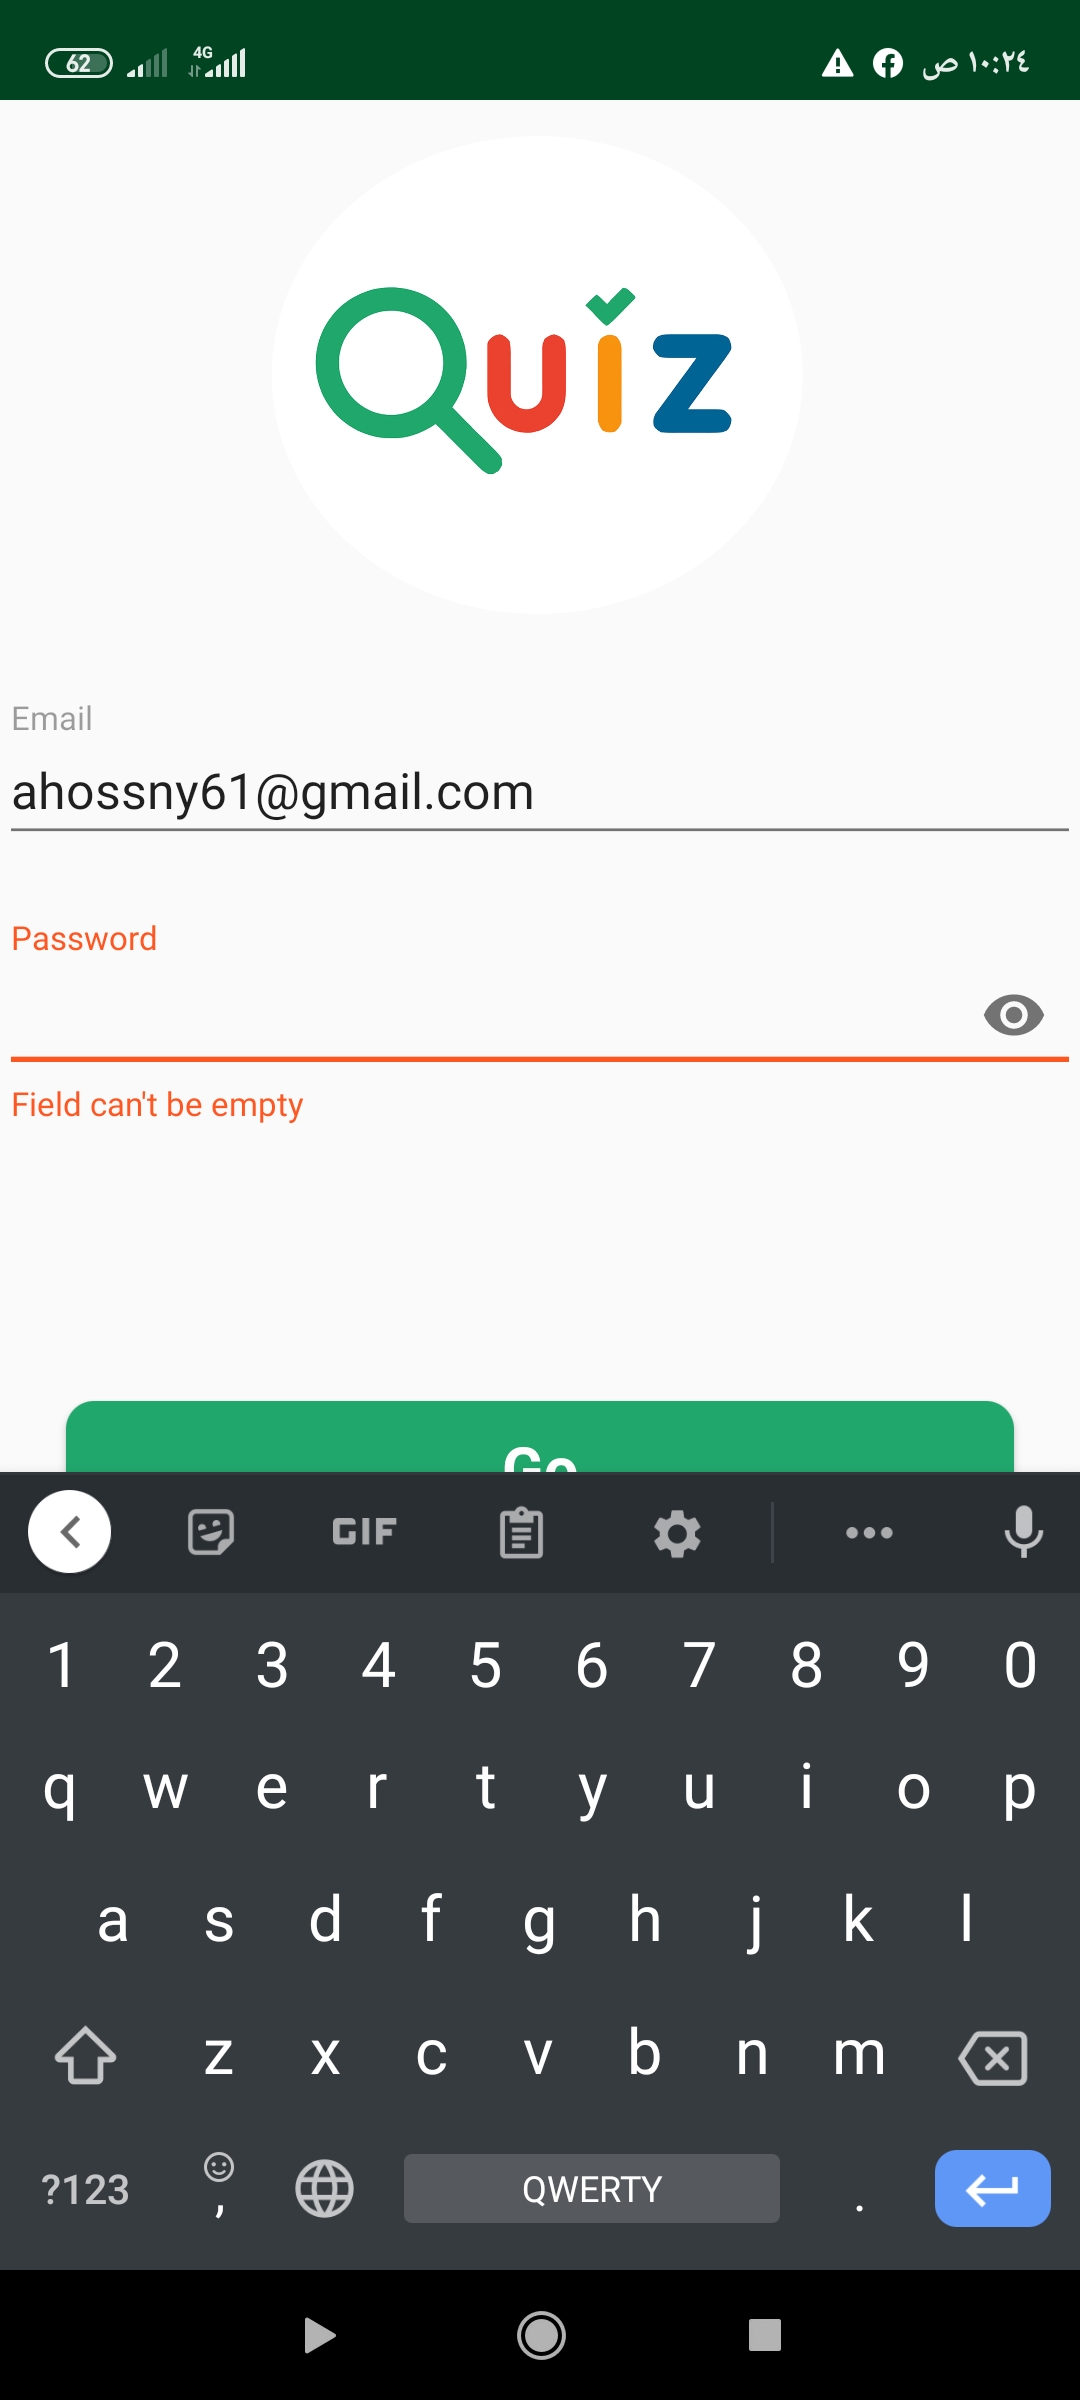 62 4G ١٠:٢٤ ص
Quiz
Email
ahossny61@gmail.com
Password
Field can't be empty
Go
GIF
1 2 3 4 5 6 7 8 9 0
q w e r t y u i o p
a s d f g h j k l
z x c v b n m
?123 , QWERTY .